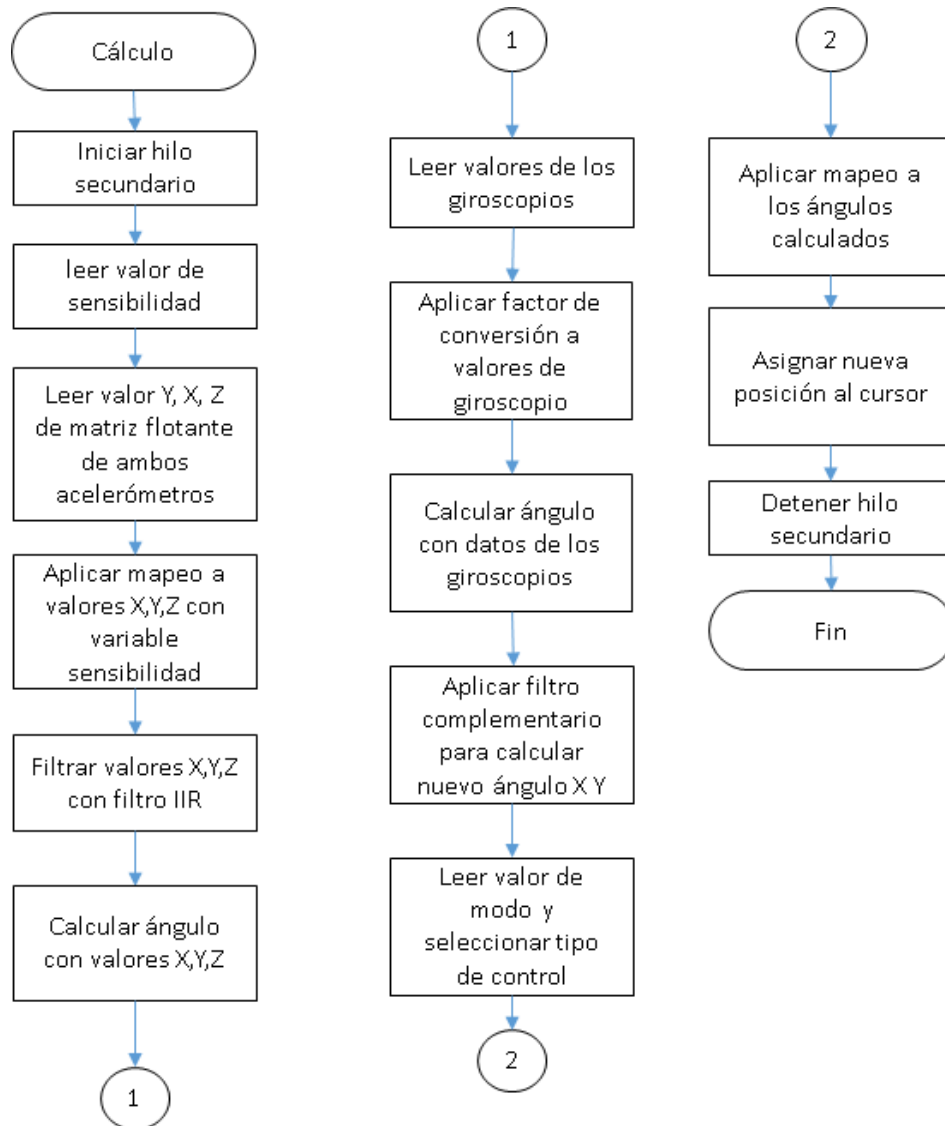 Cálculo
Iniciar hilo
secundario
leer valor de
sensibilidad
Leer valor Y, X, Z
de matriz flotante
de ambos
acelerómetros
Aplicar mapeo a
valores X,Y,Z con
variable
sensibilidad
Filtrar valores X,Y,Z
con filtro IIR
Calcular ángulo
con valores X,Y,Z
1
1
Leer valores de los
giroscopios
Aplicar factor de
conversión a
valores de
giroscopio
Calcular ángulo
con datos de los
giroscopios
Aplicar filtro
complementario
para calcular
nuevo ángulo X Y
Leer valor de
modo y
seleccionar tipo
de control
2
2
Aplicar mapeo a
los ángulos
calculados
Asignar nueva
posición al cursor
Detener hilo
secundario
Fin